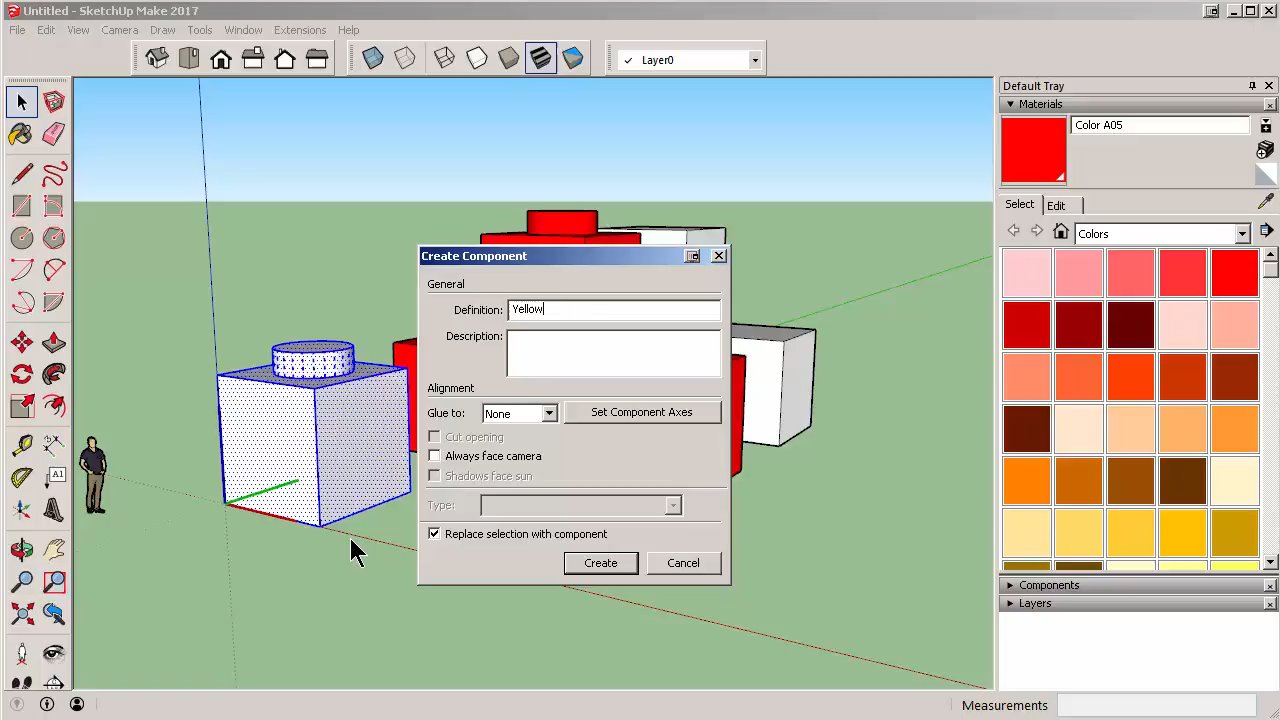 Untitled - SketchUp Make 2017
File Edit View Camera Draw Tools Window Extensions Help
Layer0
Default Tray
Materials
Color A05
Select Edit
Colors
Create Component
General
Definition: Yellow
Description:
Alignment
Glue to: None Set Component Axes
Cut opening
Always face camera
Shadows face sun
Type:
Replace selection with component
Create Cancel
A1
Components
Layers
Measurements